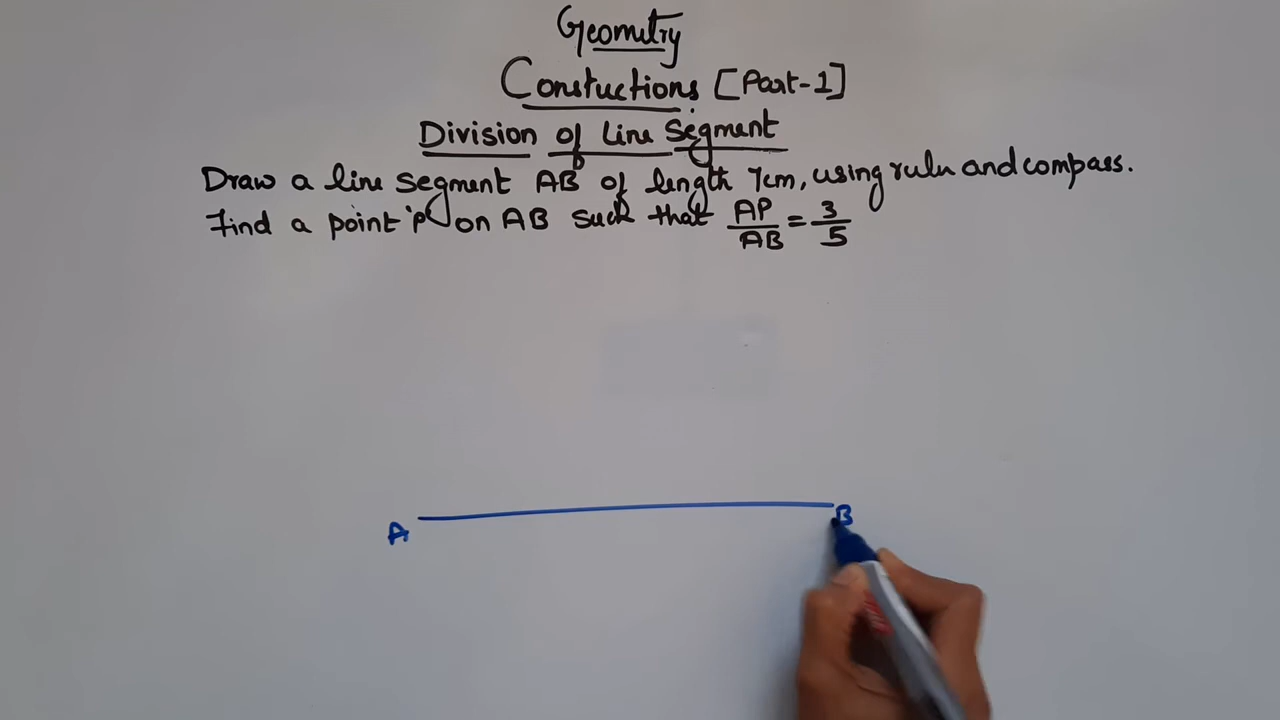 Geometry
Constuctions [Part-1]
Division of Line Segment
Draw a line segment AB of length 7cm, using ruler and compass.
Find a point 'P' on AB such that AP/AB = 3/5
A B